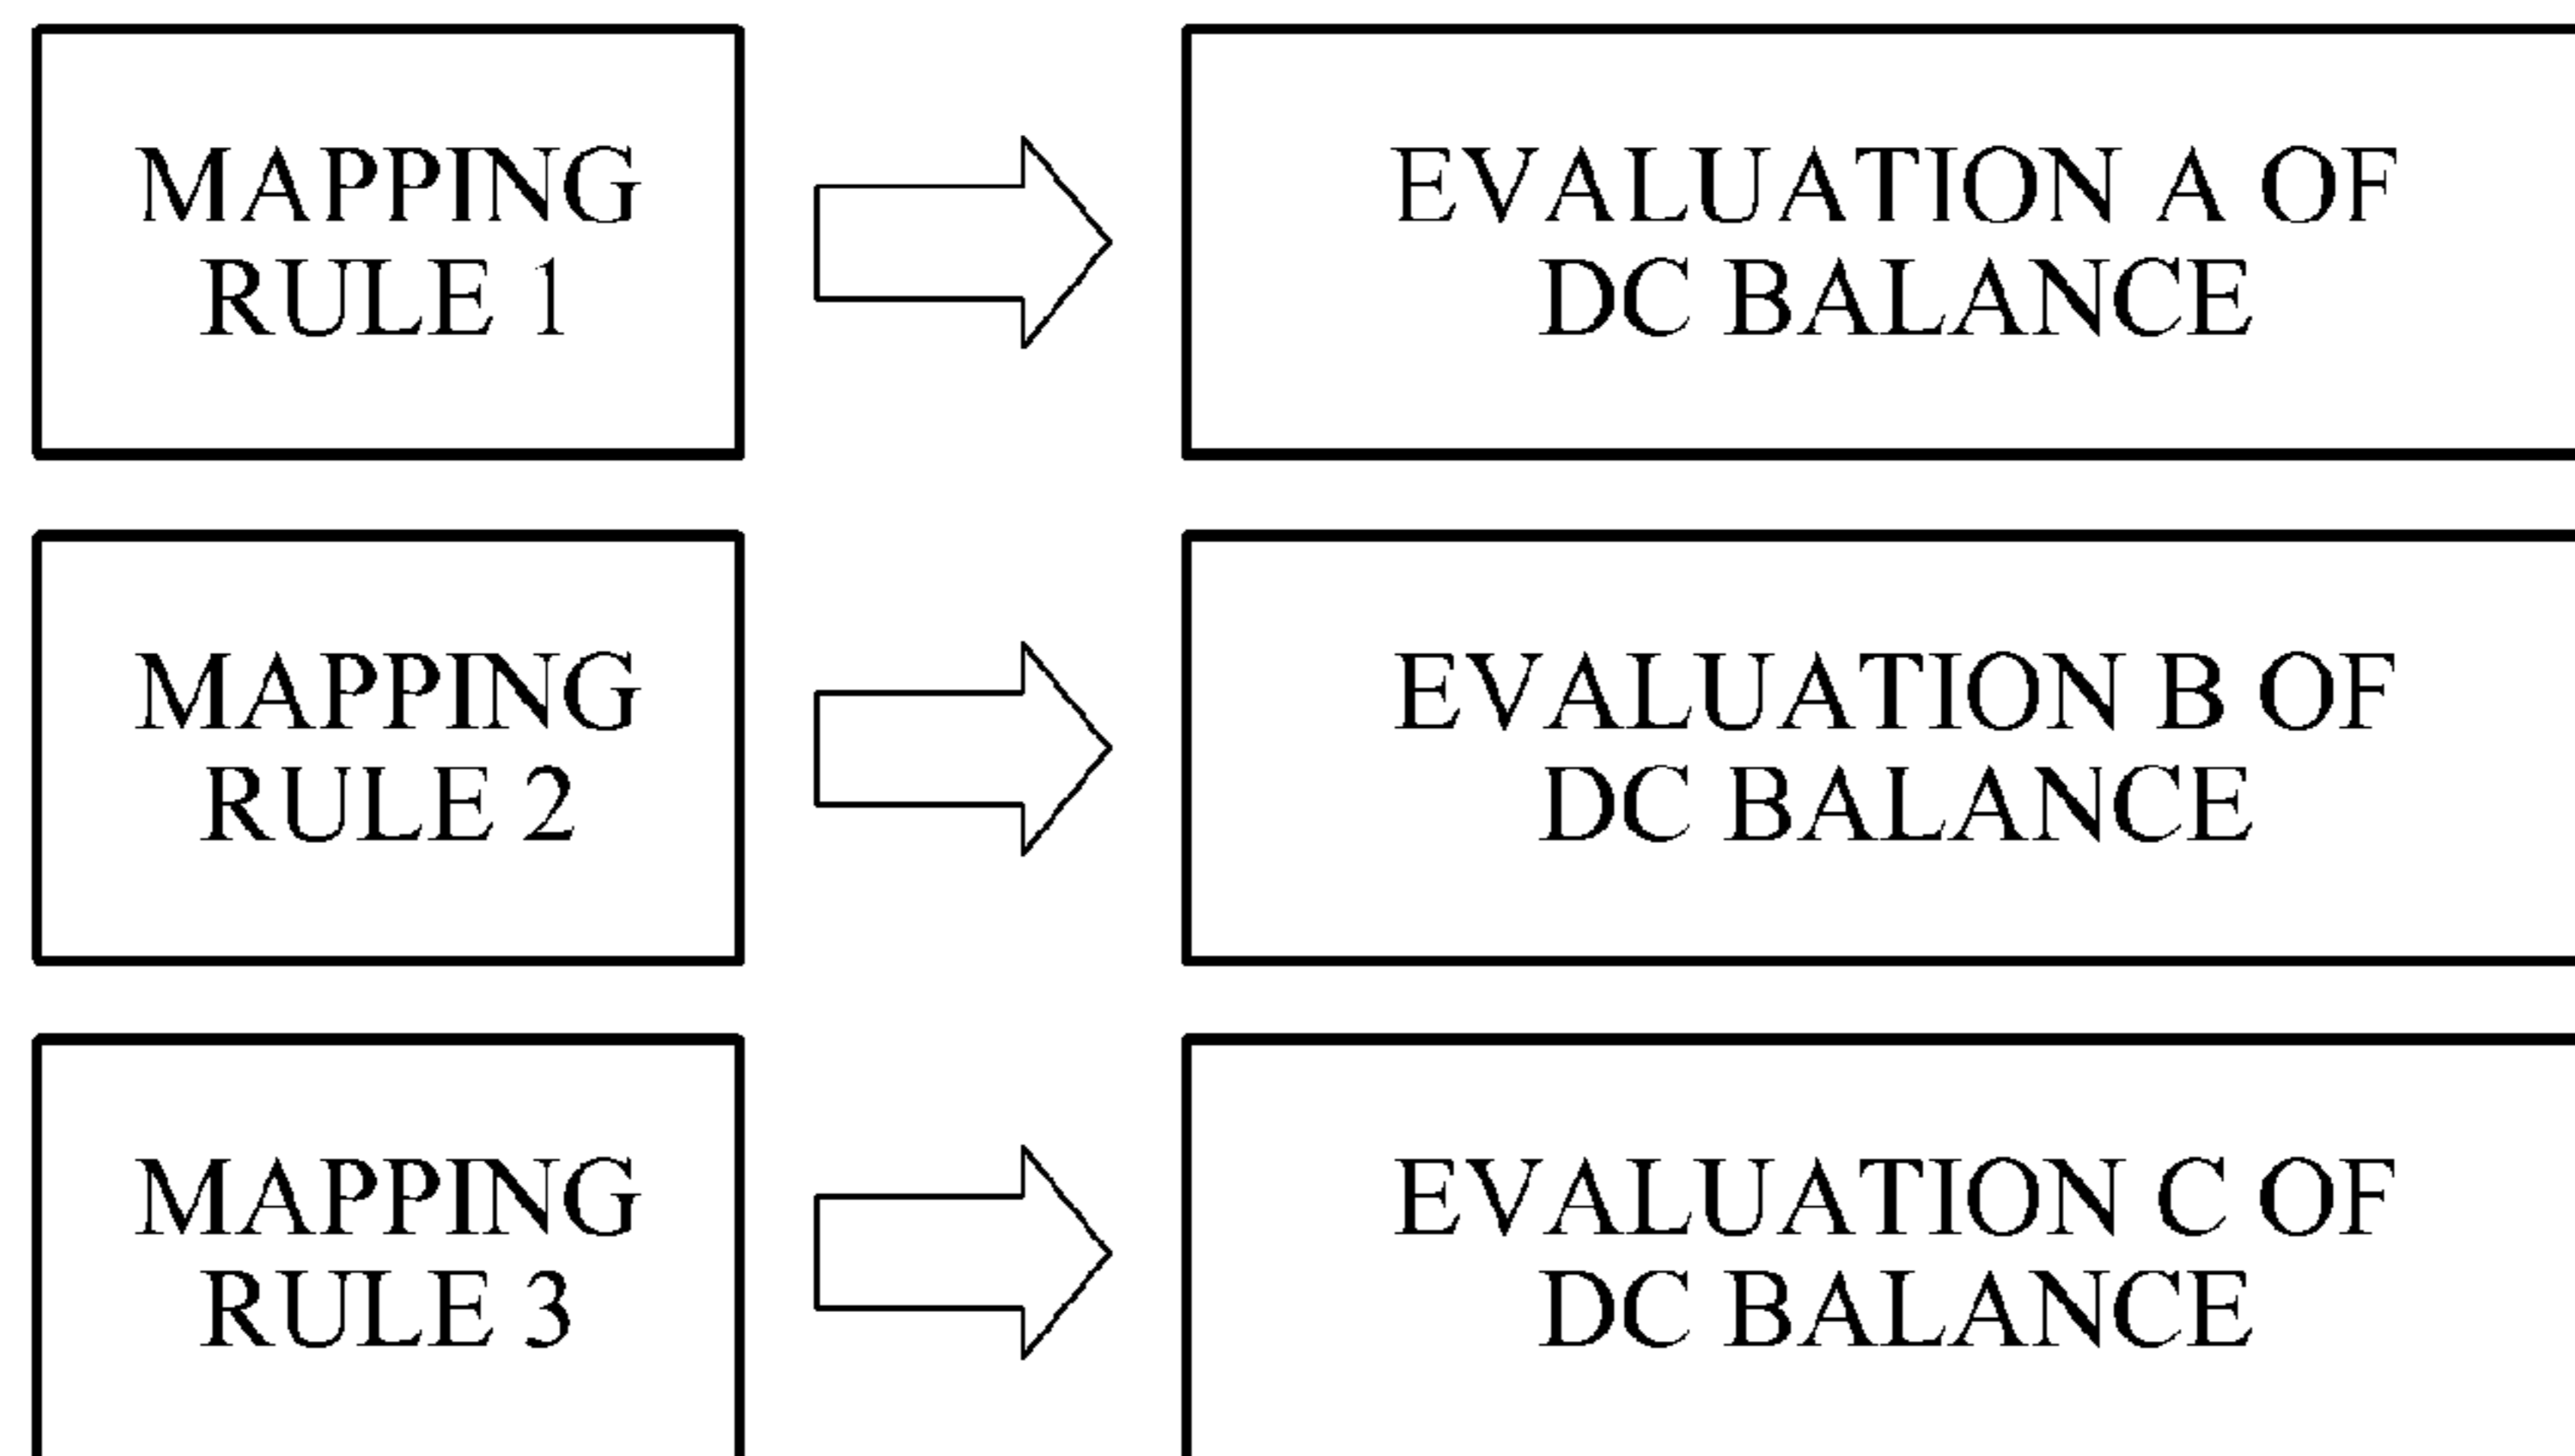 MAPPING
RULE 1
EVALUATION A OF
DC BALANCE
MAPPING
RULE 2
EVALUATION B OF
DC BALANCE
MAPPING
RULE 3
EVALUATION C OF
DC BALANCE